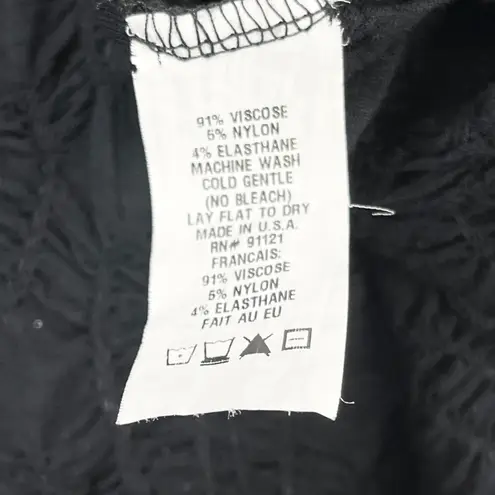 91% VISCOSE
5% NYLON
4% ELASTHANE
MACHINE WASH
COLD GENTLE
(NO BLEACH)
LAY FLAT TO DRY
MADE IN U.S.A.
RN# 91121
FRANCAIS:
91% VISCOSE
5% NYLON
4% ELASTHANE
FAIT AU EU